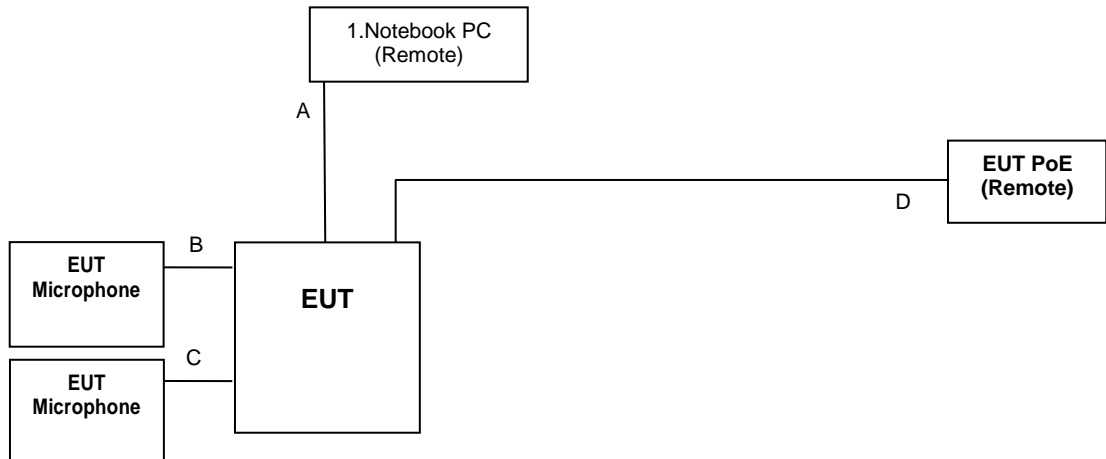 1.Notebook PC
(Remote)
A
EUT PoE
(Remote)
D
B
EUT
Microphone
EUT
C
EUT
Microphone